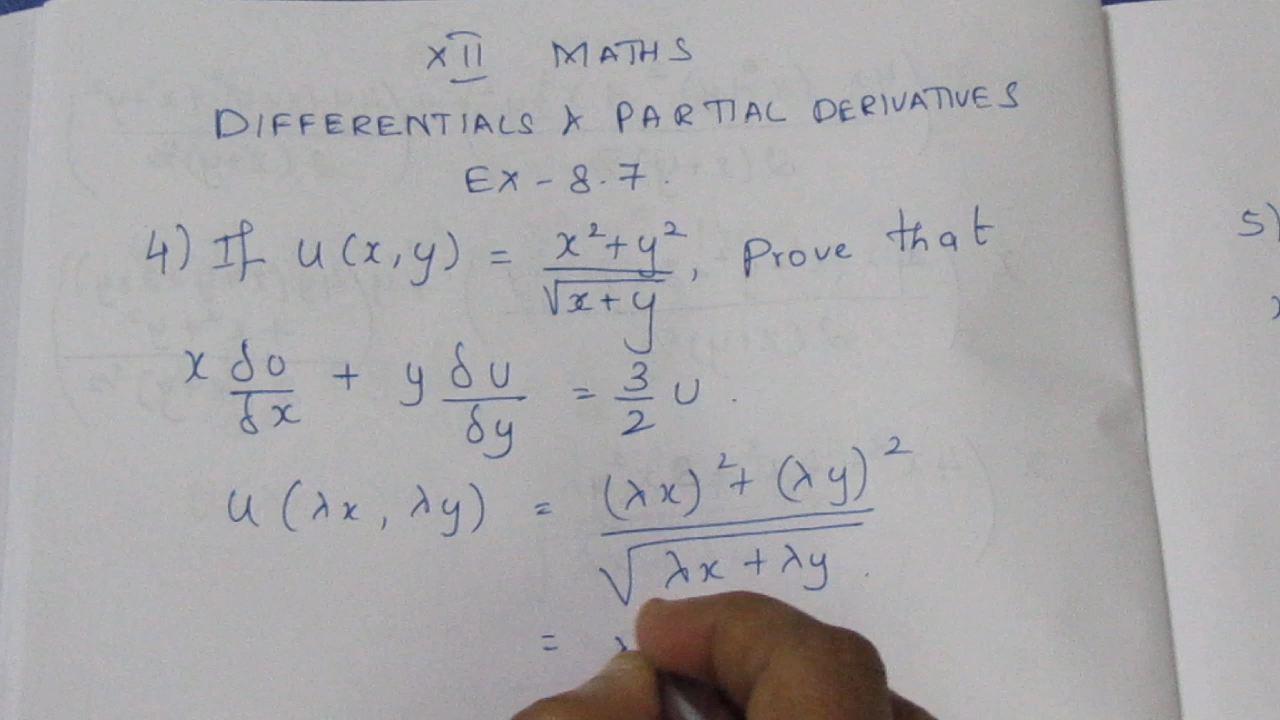 XII MATHS
DIFFERENTIALS & PARTIAL DERIVATIVES
EX - 8.7.
4) If u(x,y) = x²+y² / √x+y, Prove that
x δu/δx + y δu/δy = 3/2 u.
u(λx, λy) = (λx)² + (λy)² / √λx + λy.
=
5)